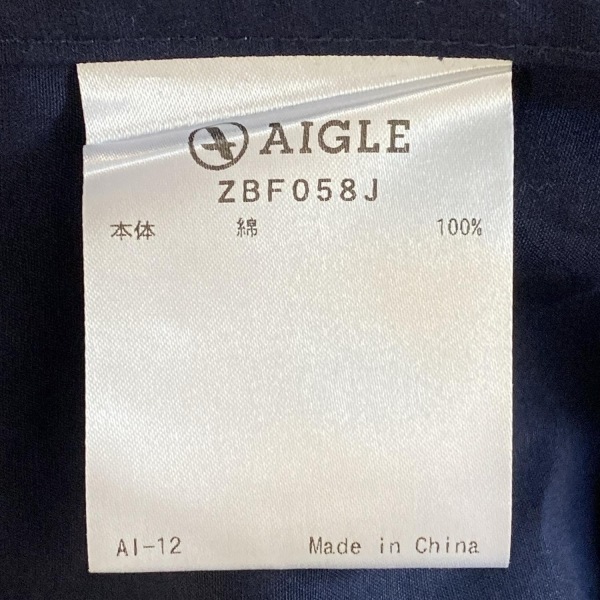 AIGLE
ZBF058J
本体 綿 100%
AI-12 Made in China